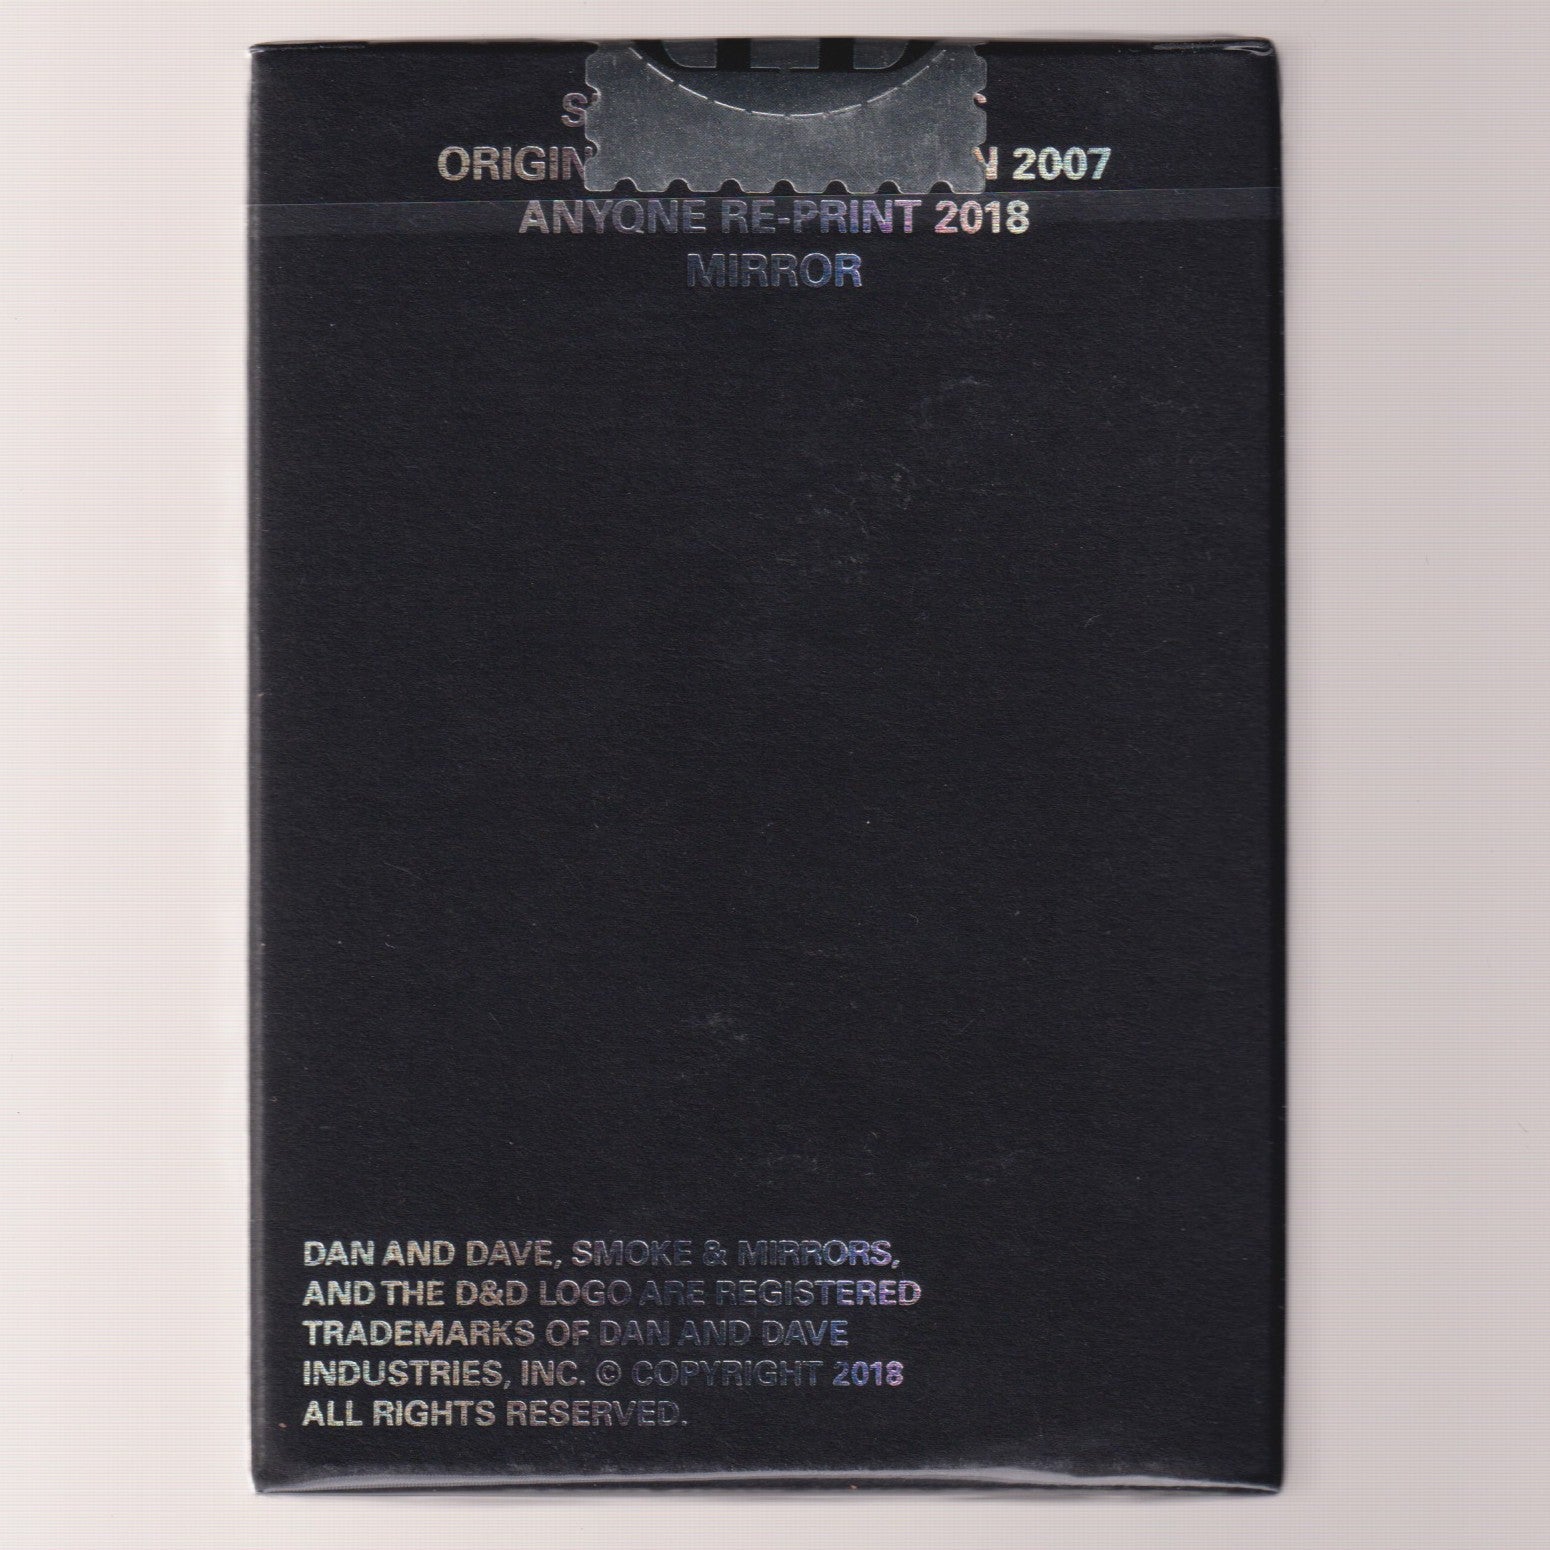 2007
ANYONE RE-PRINT 2018
MIRROR
DAN AND DAVE, SMOKE & MIRRORS,
AND THE D&D LOGO ARE REGISTERED
TRADEMARKS OF DAN AND DAVE
INDUSTRIES, INC. © COPYRIGHT 2018
ALL RIGHTS RESERVED.